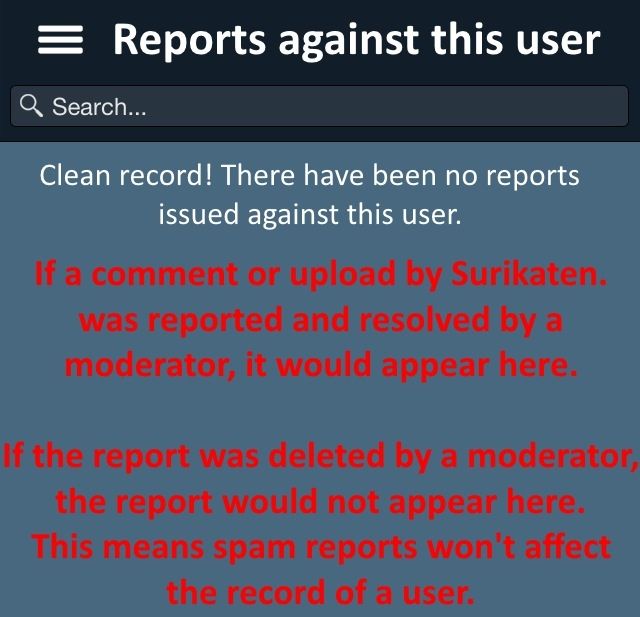 Reports against this user
Search...
Clean record! There have been no reports
issued against this user.
If a comment or upload by Surikaten.
was reported and resolved by a
moderator, it would appear here.
If the report was deleted by a moderator,
the report would not appear here.
This means spam reports won't affect
the record of a user.